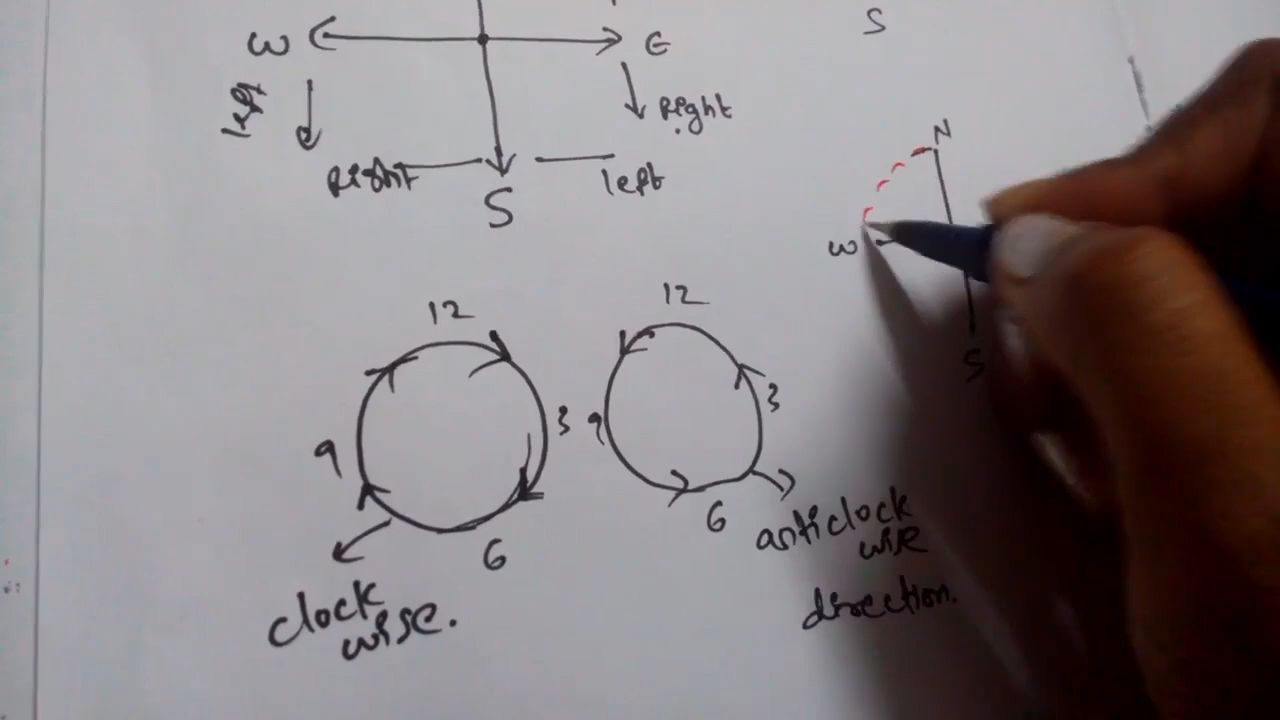 S
W E
left Right
Right left
S
N
W
S
12 12
9 3 9 3
6 6
clock
wise.
anticlock
wise
direction.